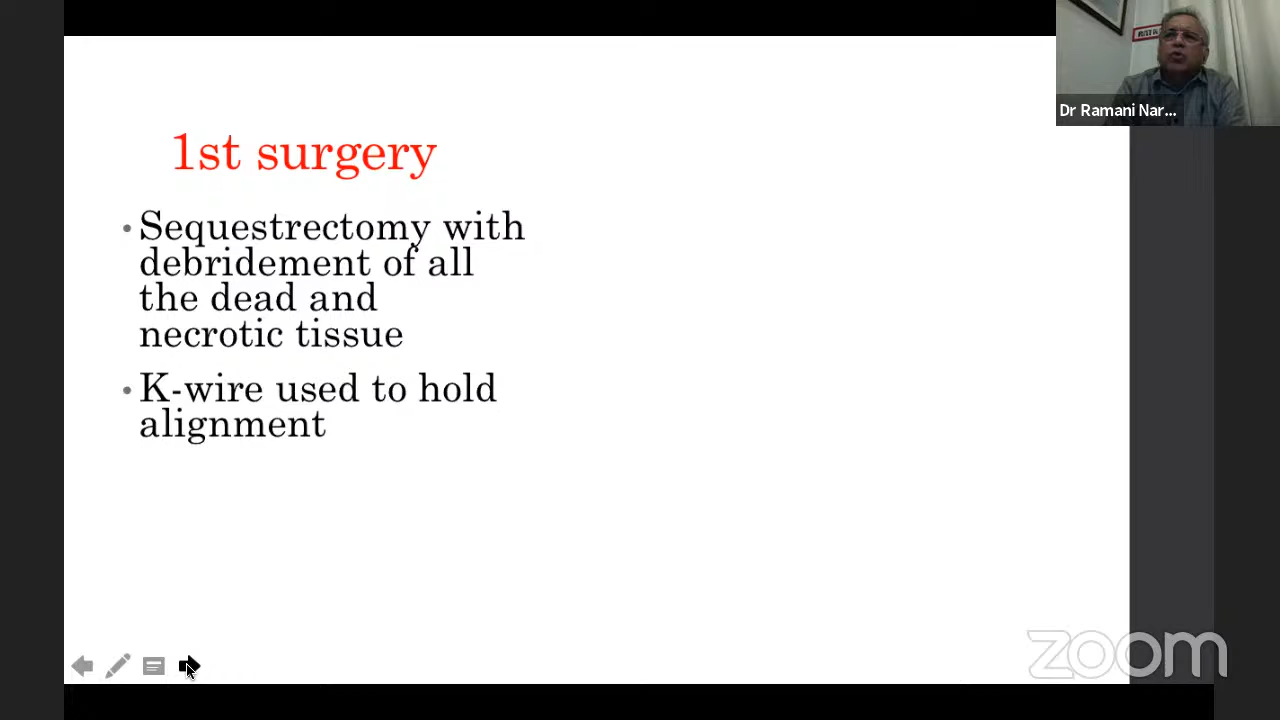 Dr Ramani Nar...
1st surgery
• Sequestrectomy with
debridement of all
the dead and
necrotic tissue
• K-wire used to hold
alignment
zoom